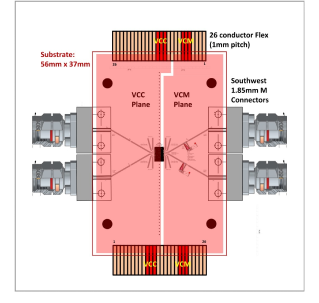 VCC VCM
26 conductor Flex
(1mm pitch)
26 1
Substrate:
56mm x 37mm
VCC
Plane
VCM
Plane
Southwest
1.85mm M
Connectors
1 26
VCC VCM